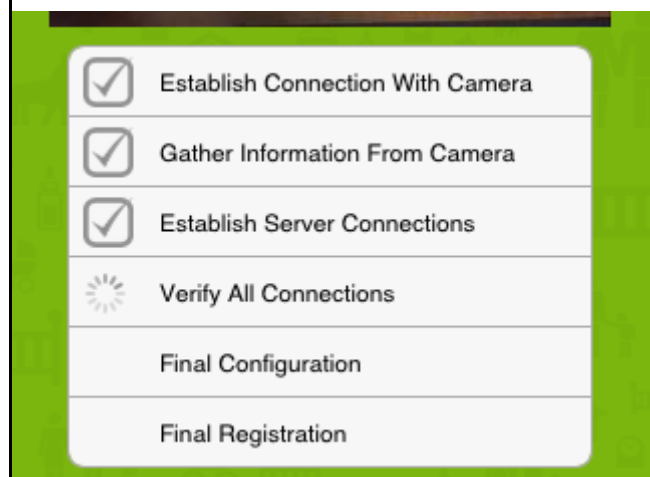 Establish Connection With Camera
Gather Information From Camera
Establish Server Connections
Verify All Connections
Final Configuration
Final Registration